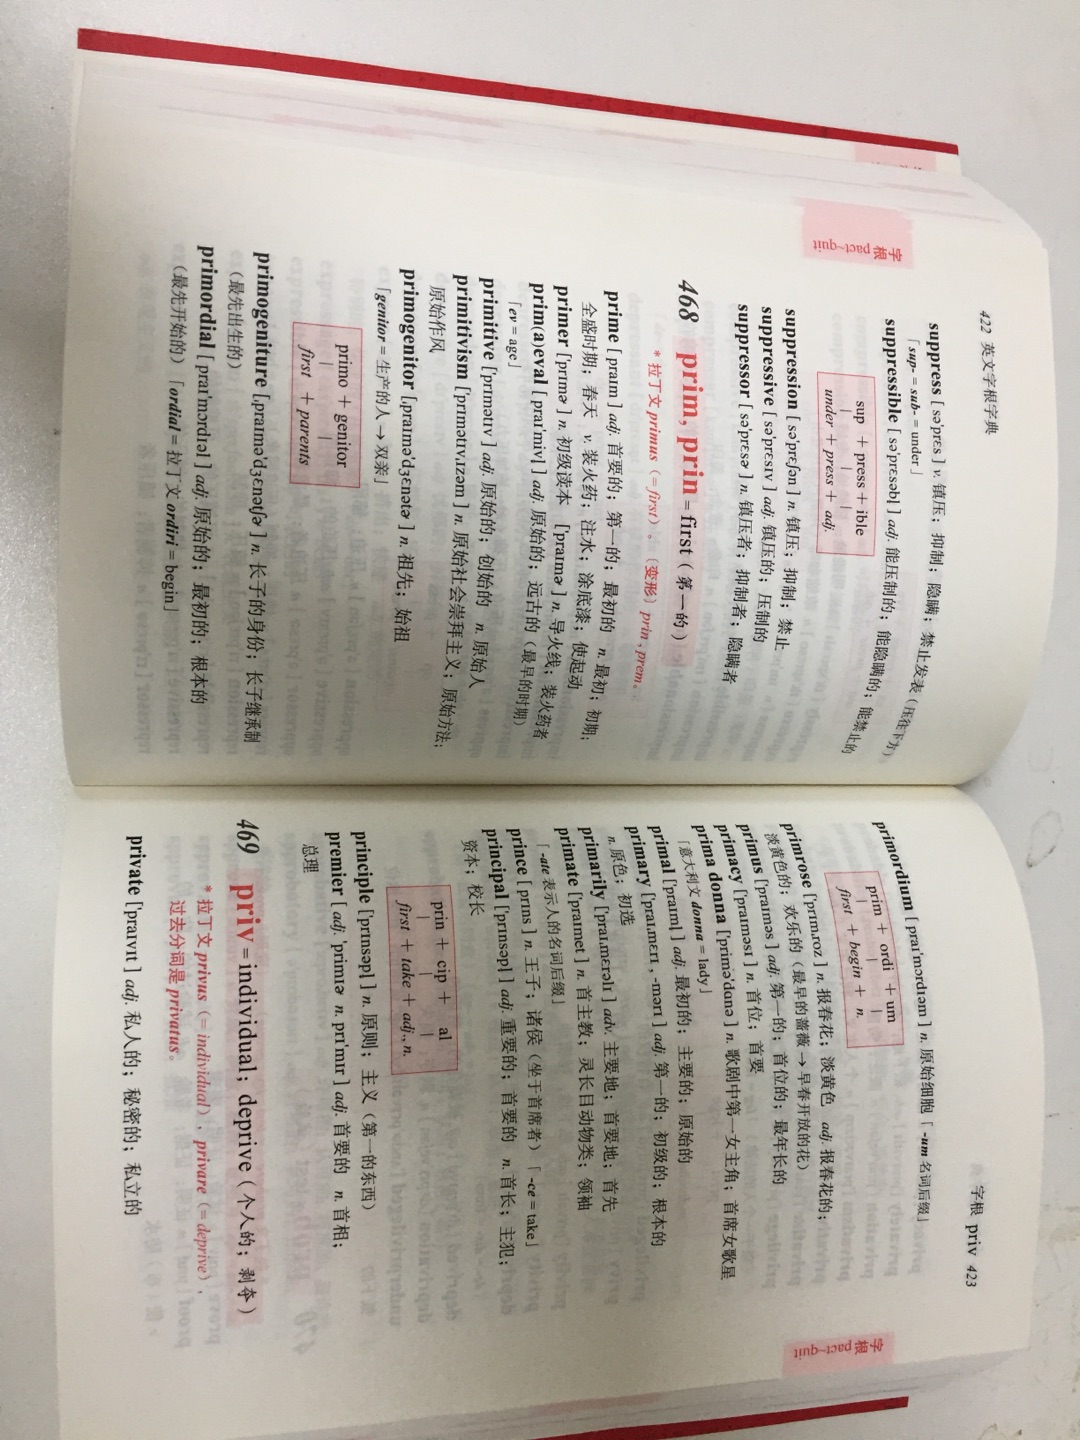 422 英文字根字典
suppress [ sə'prɛs ] v. 镇压；抑制；隐瞒；禁止发表（压往下方）
「sup- = sub- = under」
suppressible [ sə'prɛsəbl̩ ] adj. 能压制的；能隐瞒的；能禁止的
sup + press + ible
under + press + adj.
suppression [ sə'prɛʃən ] n. 镇压；抑制；禁止
suppressive [ sə'prɛsɪv ] adj. 镇压的；压制的
suppressor [ sə'prɛsə ] n. 镇压者；抑制者；隐瞒者
468 prim, prin = first（第一的）
* 拉丁文 primus（= first）。〔变形〕prin, prem。
prime [ praɪm ] adj. 首要的；第一的；最初的 n. 最初；初期；
全盛时期；春天 v. 装火药；注水；涂底漆；使起动
primer ['prɪmə ] n. 初级读本 ['praɪmə ] n. 导火线；装火药者
prim(a)eval [ praɪ'mivl̩ ] adj. 原始的；远古的（最早的时期）
「ev = age」
primitive ['prɪmətɪv ] adj. 原始的；创始的 n. 原始人
primitivism ['prɪmətɪvˌɪzəm ] n. 原始社会崇拜主义；原始方法；
原始作风
primogenitor [ˌpraɪmə'dʒɛnətə ] n. 祖先；始祖
「genitor = 生产的人 → 双亲」
primo + genitor
first + parents
primogeniture [ˌpraɪmə'dʒɛnətʃə ] n. 长子的身份；长子继承制
（最先出生的）
primordial [ praɪ'mɔrdɪəl ] adj. 原始的；最初的；根本的
（最先开始的）「ordial = 拉丁文 ordiri = begin」
字根 pact~quit
字根 priv 423
primordium [ praɪ'mɔrdɪəm ] n. 原始细胞「-um 名词后缀」
prim + ordi + um
first + begin + n.
primrose ['prɪmˌroz ] n. 报春花；淡黄色 adj. 报春花的；
淡黄色的；欢乐的（最早的蔷薇 → 早春开放的花）
primus ['praɪməs ] adj. 第一的；首位的；最年长的
primacy ['praɪməsɪ ] n. 首位；首要
prima donna ['primə'dɑnə ] n. 歌剧中第一女主角；首席女歌星
「意大利文 donna = lady」
primal ['praɪml̩ ] adj. 最初的；主要的；原始的
primary ['praɪˌmɛrɪ , -mərɪ ] adj. 第一的；初级的；根本的
n. 原色；初选
primarily ['praɪˌmɛrəlɪ ] adv. 主要地；首要地；首先
primate ['praɪmet ] n. 首主教；灵长目动物类；领袖
「-ate 表示人的名词后缀」
prince [ prɪns ] n. 王子；诸侯（坐于首席者）「-ce = take」
principal ['prɪnsəpl̩ ] adj. 重要的；首要的 n. 首长；主犯；
资本；校长
prin + cip + al
first + take + adj., n.
principle ['prɪnsəpl̩ ] n. 原则；主义（第一的东西）
premier [ adj. 'primɪə n. prɪ'mɪr ] adj. 首要的 n. 首相；
总理
469 priv = individual; deprive（个人的；剥夺）
* 拉丁文 privus（= individual），privare（= deprive），
过去分词是 privatus。
private ['praɪvɪt ] adj. 私人的；秘密的；私立的
字根 pact~quit